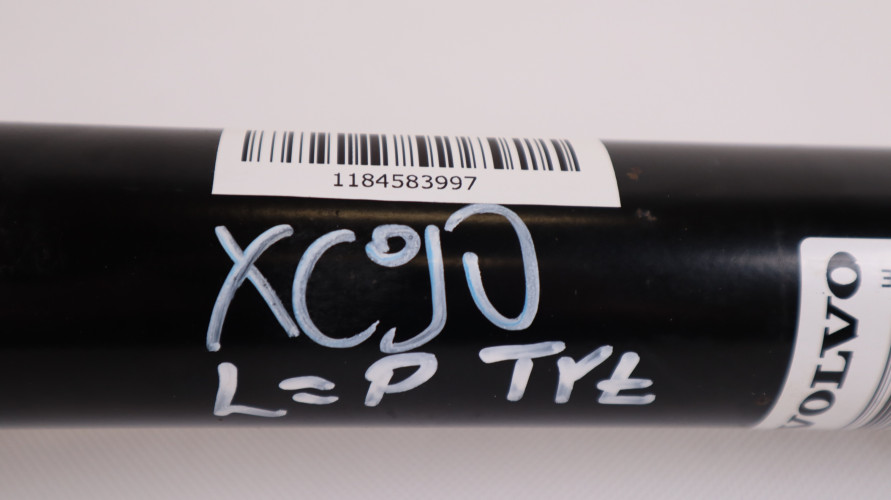 1184583997
XC90
L=P TYŁ
VOLVO